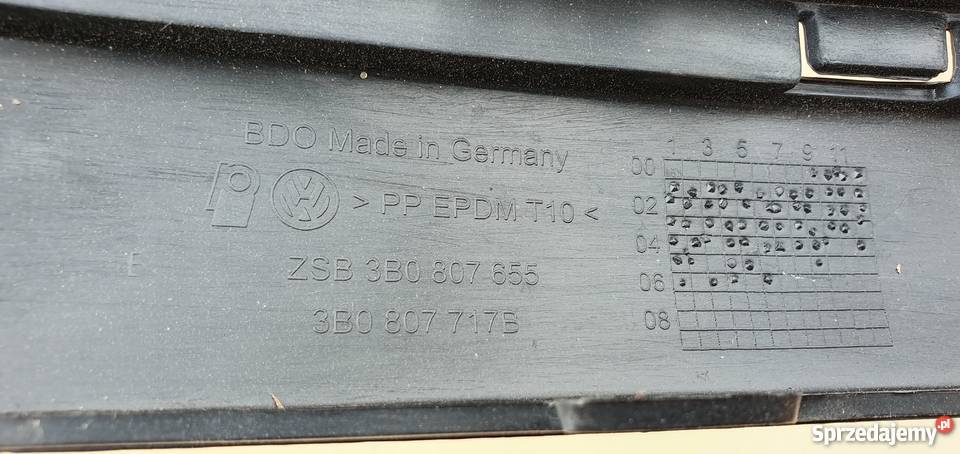 BDO Made in Germany
> PP EPDM T10 <
ZSB 3B0 807 655
3B0 807 717B
1 3 5 7 9 11
00
02
04
06
08
E
Sprzedajemy.pl